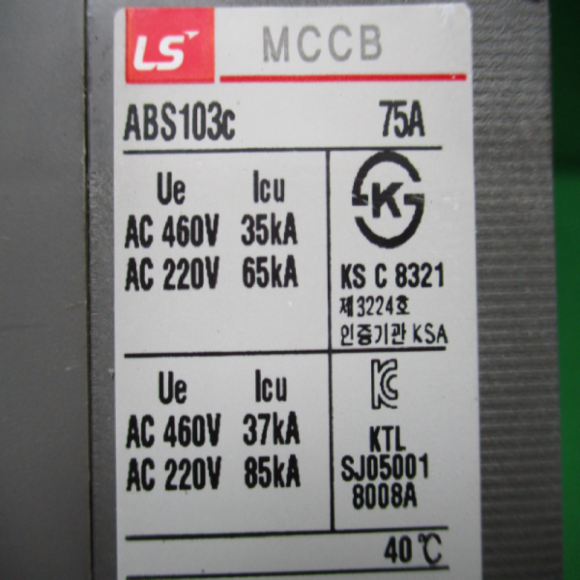 LS MCCB
ABS103c 75A
Ue Icu
AC 460V 35kA
AC 220V 65kA
K
KS C 8321
제3224호
인증기관 KSA
Ue Icu
AC 460V 37kA
AC 220V 85kA
KC
KTL
SJ05001
8008A
40℃